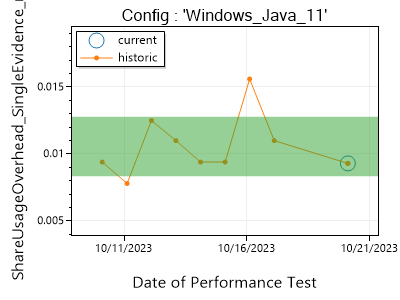 Config : 'Windows_Java_11'
current
historic
ShareUsageOverhead_SingleEvidence_
0.015
0.01
0.005
10/11/2023
10/16/2023
10/21/2023
Date of Performance Test